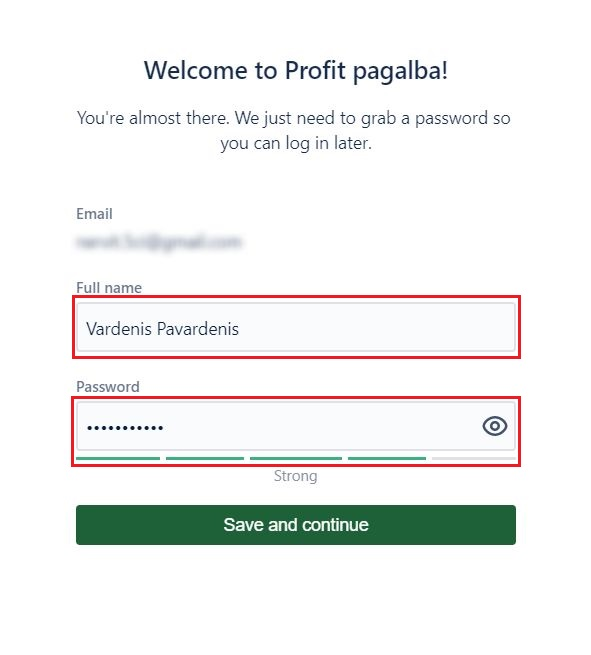 Welcome to Profit pagalba!
You're almost there. We just need to grab a password so
you can log in later.
Email
Full name
Vardenis Pavardenis
Password
•••••••••••
Strong
Save and continue